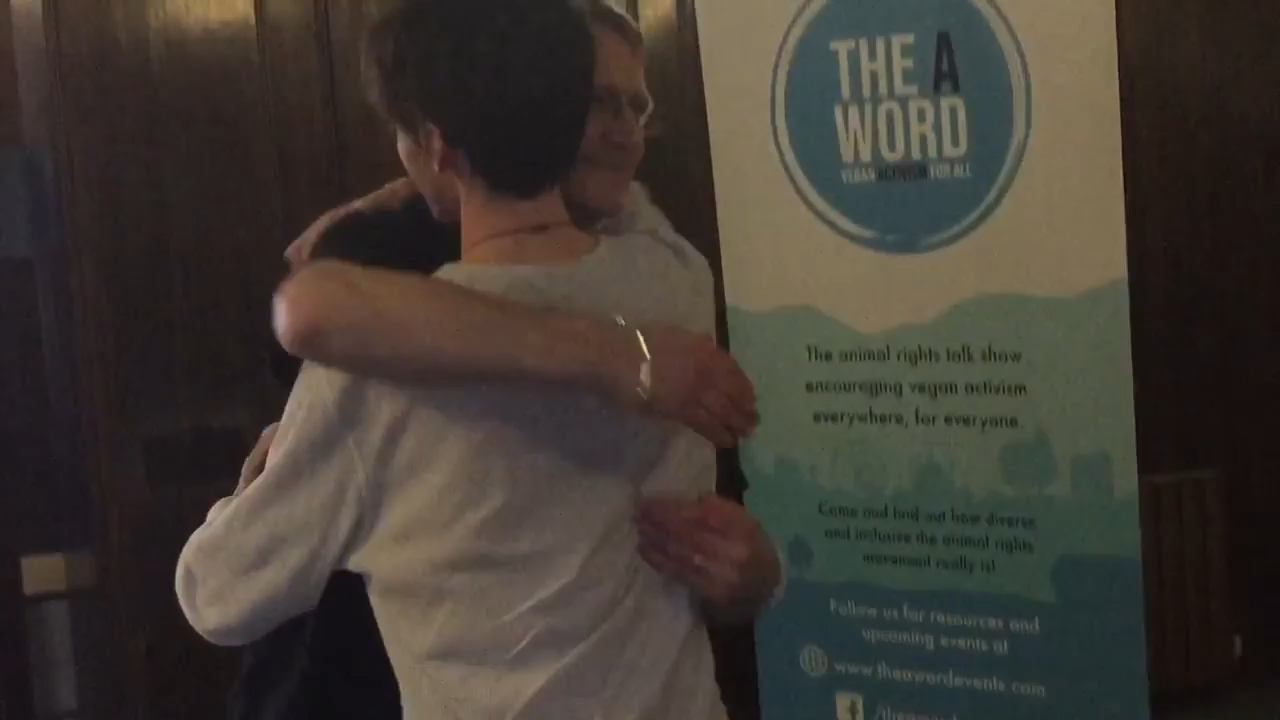 THE A
WORD
VEGAN ACTIVISM FOR ALL
The animal rights talk show
encouraging vegan activism
everywhere, for everyone.
Come and find out how diverse
and inclusive the animal rights
movement really is!
Follow us for resources and
upcoming events at
www.theawordevents.com